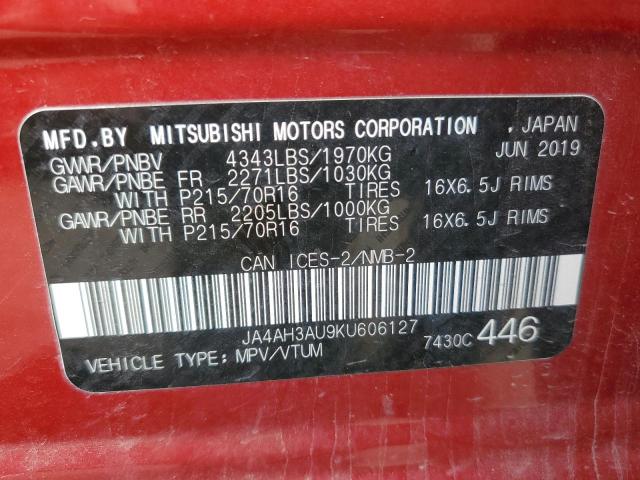 MFD.BY MITSUBISHI MOTORS CORPORATION , JAPAN
GVWR/PNBV 4343LBS/1970KG JUN 2019
GAWR/PNBE FR 2271LBS/1030KG
WITH P215/70R16 TIRES 16X6.5J RIMS
GAWR/PNBE RR 2205LBS/1000KG
WITH P215/70R16 TIRES 16X6.5J RIMS
CAN ICES-2/NMB-2
JA4AH3AU9KU606127
VEHICLE TYPE: MPV/VTUM 7430C 446